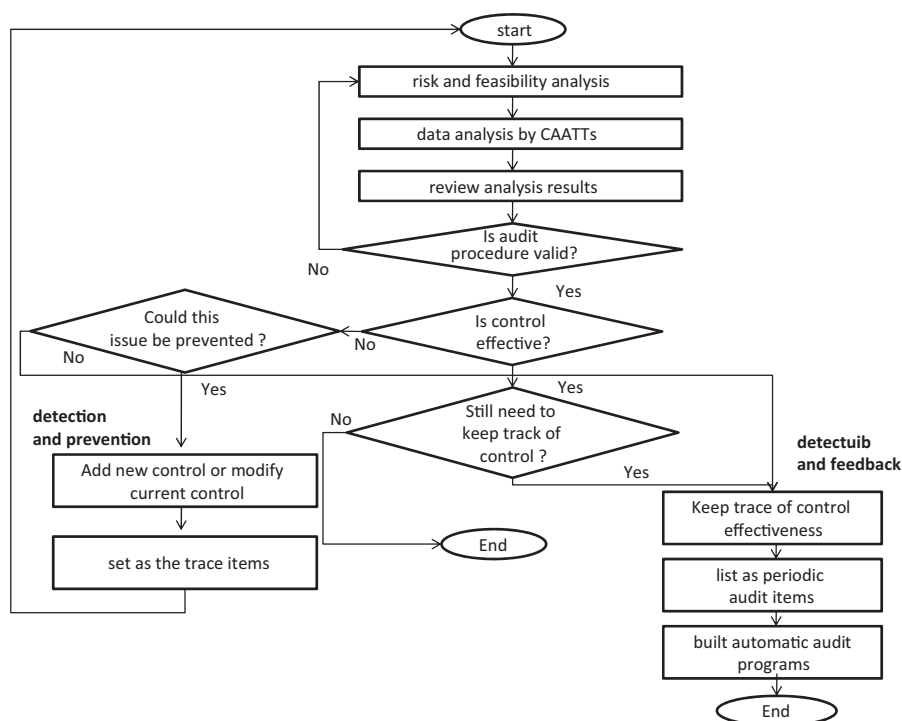 start
risk and feasibility analysis
data analysis by CAATTs
review analysis results
Is audit
procedure valid?
No
Yes
Could this
issue be prevented ?
Is control
effective?
No
No
Yes
Yes
detection
and prevention
No
Still need to
keep track of
control ?
detectuib
and feedback
Add new control or modify
current control
Yes
Keep trace of control
effectiveness
set as the trace items
End
list as periodic
audit items
built automatic audit
programs
End